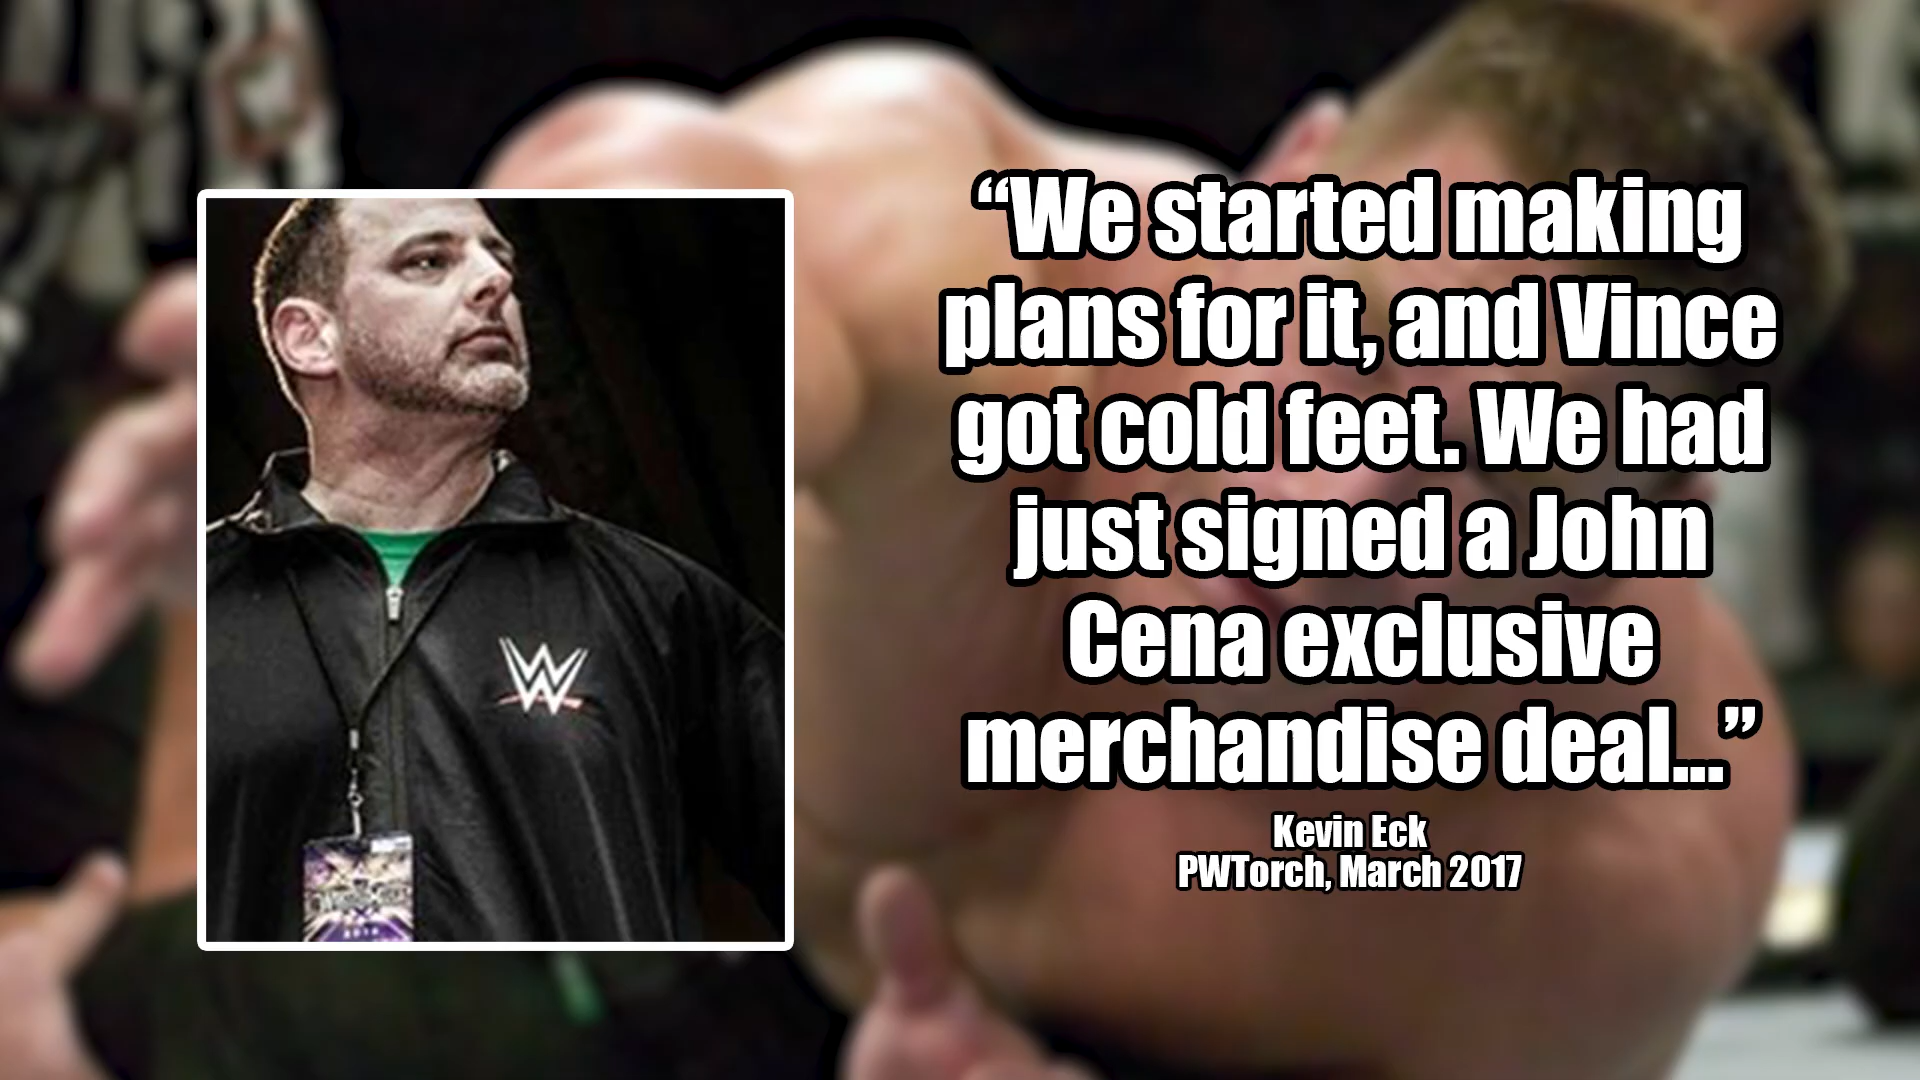 “We started making
plans for it, and Vince
got cold feet. We had
just signed a John
Cena exclusive
merchandise deal...”
Kevin Eck
PWTorch, March 2017